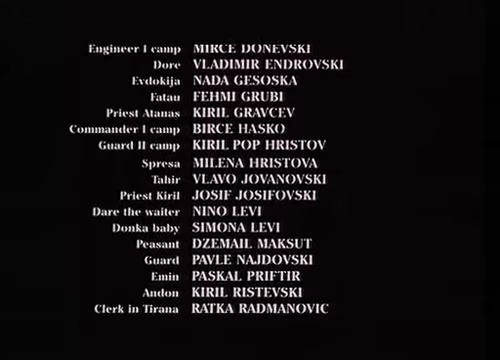 Engineer I camp MIRCE DONEVSKI
Dore VLADIMIR ENDROVSKI
Evdokija NADA GESOSKA
Fatau FEHMI GRUBI
Priest Atanas KIRIL GRAVCEV
Commander I camp BIRCE HASKO
Guard II camp KIRIL POP HRISTOV
Spresa MILENA HRISTOVA
Tahir VLAVO JOVANOVSKI
Priest Kiril JOSIF JOSIFOVSKI
Dare the waiter NINO LEVI
Donka baby SIMONA LEVI
Peasant DZEMAIL MAKSUT
Guard PAVLE NAJDOVSKI
Emin PASKAL PRIFTIR
Andon KIRIL RISTEVSKI
Clerk in Tirana RATKA RADMANOVIC